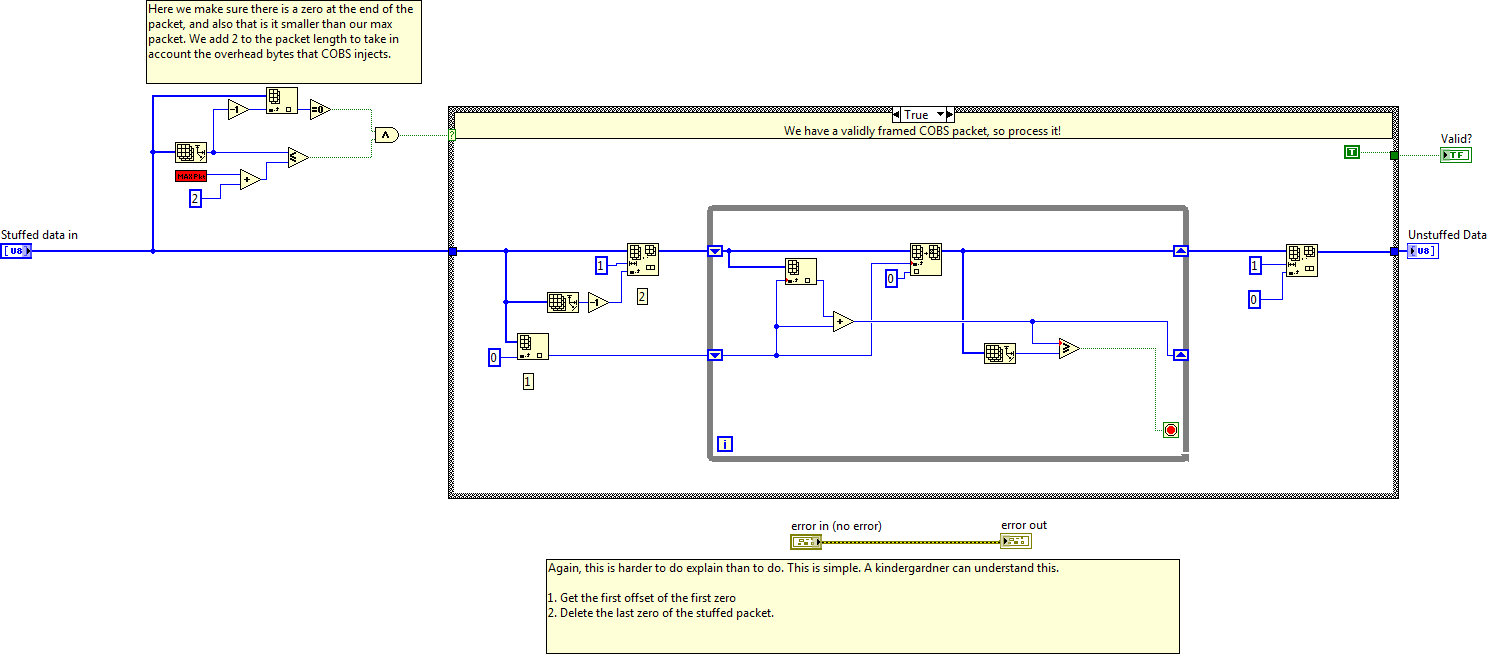 Here we make sure there is a zero at the end of the
packet, and also that is it smaller than our max
packet. We add 2 to the packet length to take in
account the overhead bytes that COBS injects.
-1
=0
True
We have a validly framed COBS packet, so process it!
?
2
T
Valid?
TF
Stuffed data in
U8
1
-1
2
0
1
0
i
1
0
Unstuffed Data
U8
error in (no error)
error out
Again, this is harder to do explain than to do. This is simple. A kindergardner can understand this.
1. Get the first offset of the first zero
2. Delete the last zero of the stuffed packet.